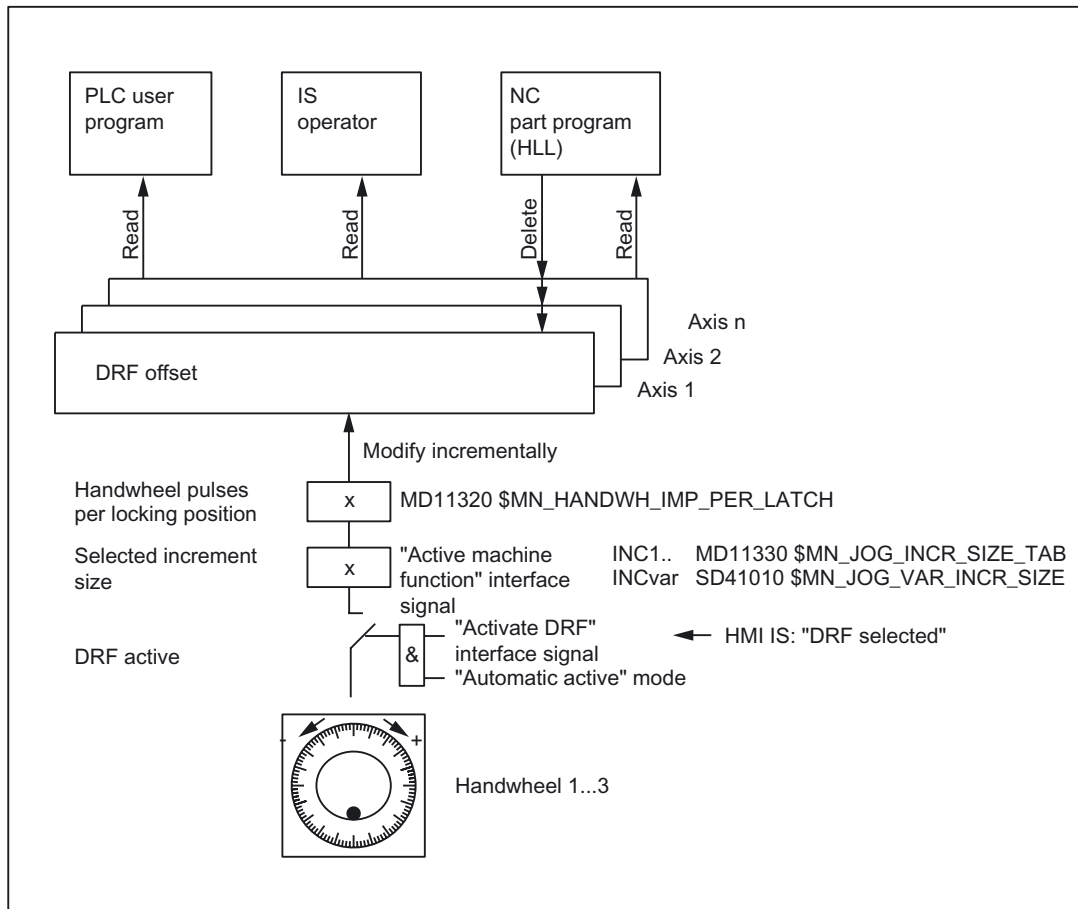 PLC user
program
IS
operator
NC
part program
(HLL)
Read
Read
Delete
Read
Axis n
Axis 2
Axis 1
DRF offset
Modify incrementally
Handwheel pulses
per locking position
x
MD11320 $MN_HANDWH_IMP_PER_LATCH
Selected increment
size
x
"Active machine
function" interface
signal
INC1.. MD11330 $MN_JOG_INCR_SIZE_TAB
INCvar SD41010 $MN_JOG_VAR_INCR_SIZE
DRF active
&
"Activate DRF"
interface signal
"Automatic active" mode
HMI IS: "DRF selected"
- +
Handwheel 1...3